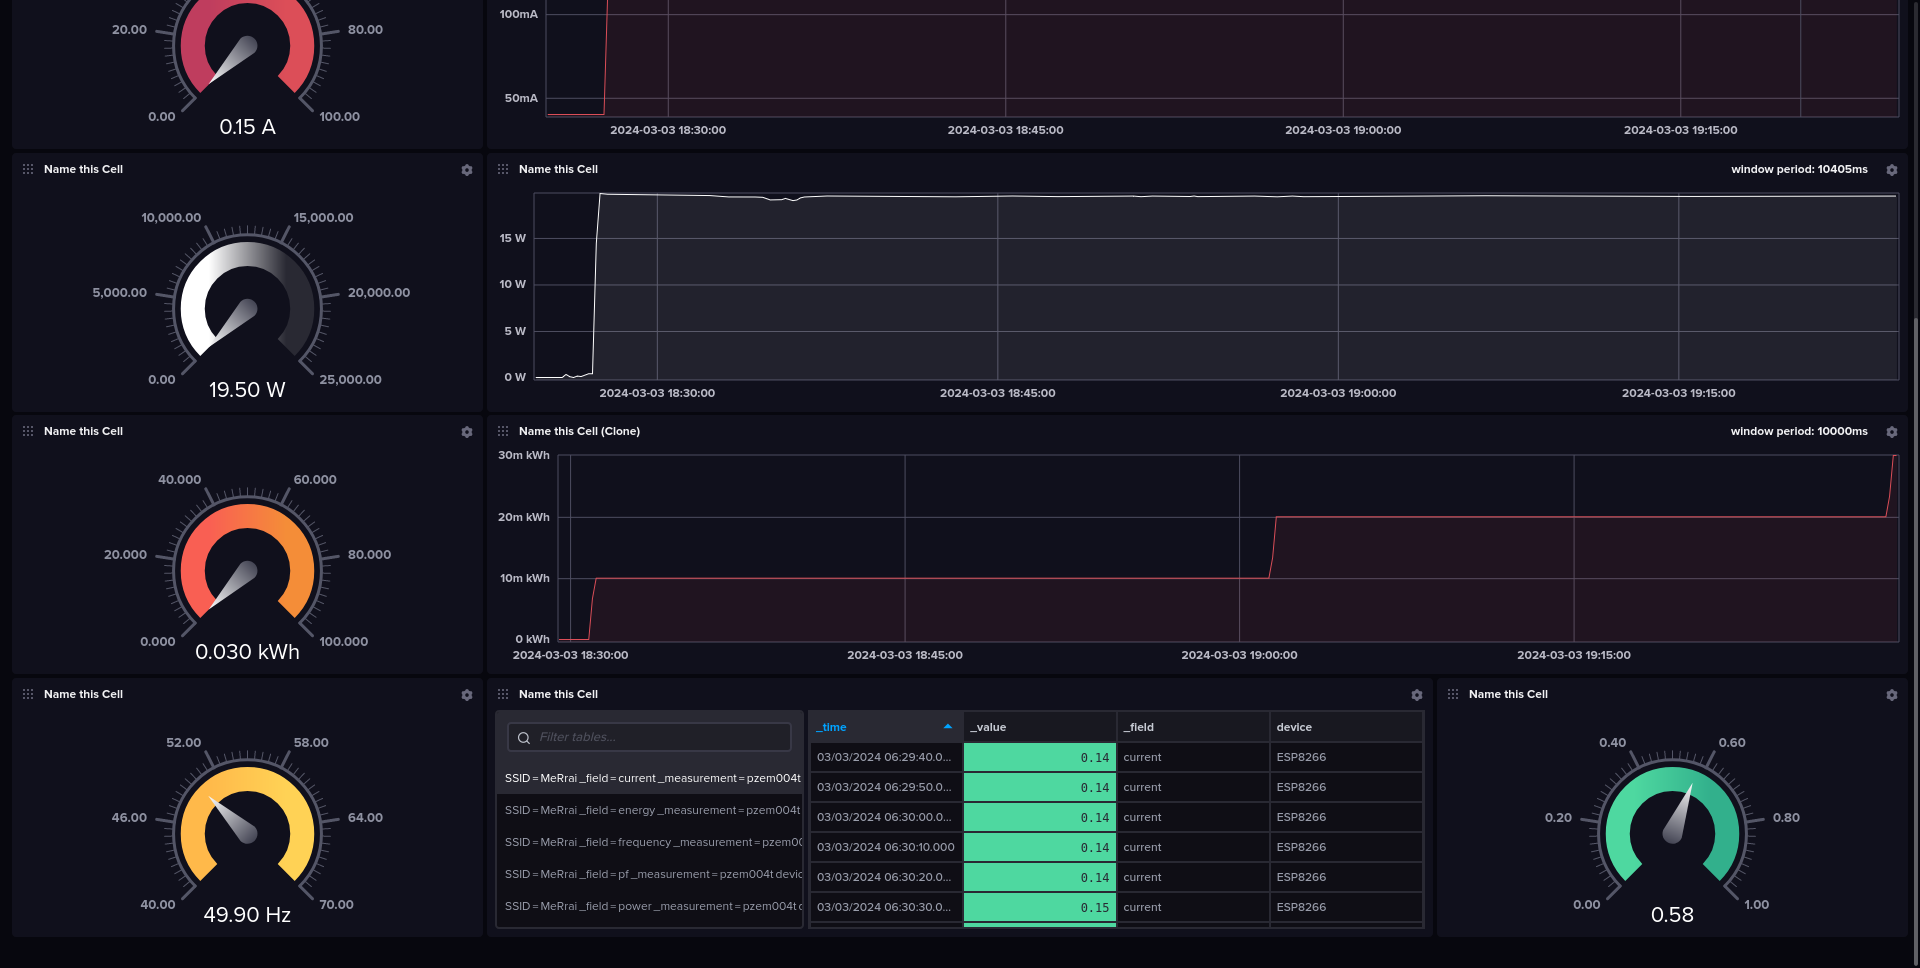 20.00
80.00
0.00
100.00
0.15 A
100mA
50mA
2024-03-03 18:30:00
2024-03-03 18:45:00
2024-03-03 19:00:00
2024-03-03 19:15:00
Name this Cell
10,000.00
15,000.00
5,000.00
20,000.00
0.00
25,000.00
19.50 W
Name this Cell
window period: 10405ms
15 W
10 W
5 W
0 W
2024-03-03 18:30:00
2024-03-03 18:45:00
2024-03-03 19:00:00
2024-03-03 19:15:00
Name this Cell
40.000
60.000
20.000
80.000
0.000
100.000
0.030 kWh
Name this Cell (Clone)
window period: 10000ms
30m kWh
20m kWh
10m kWh
0 kWh
2024-03-03 18:30:00
2024-03-03 18:45:00
2024-03-03 19:00:00
2024-03-03 19:15:00
Name this Cell
52.00
58.00
46.00
64.00
40.00
70.00
49.90 Hz
Name this Cell
Filter tables...
SSID=MeRrai _field=current _measurement=pzem004t
SSID=MeRrai _field=energy _measurement=pzem004t
SSID=MeRrai _field=frequency _measurement=pzem00
SSID=MeRrai _field=pf _measurement=pzem004t devic
SSID=MeRrai _field=power _measurement=pzem004t d
_time _value _field device
03/03/2024 06:29:40.0... 0.14 current ESP8266
03/03/2024 06:29:50.0... 0.14 current ESP8266
03/03/2024 06:30:00.0... 0.14 current ESP8266
03/03/2024 06:30:10.000 0.14 current ESP8266
03/03/2024 06:30:20.0... 0.14 current ESP8266
03/03/2024 06:30:30.0... 0.15 current ESP8266
Name this Cell
0.40
0.60
0.20
0.80
0.00
1.00
0.58